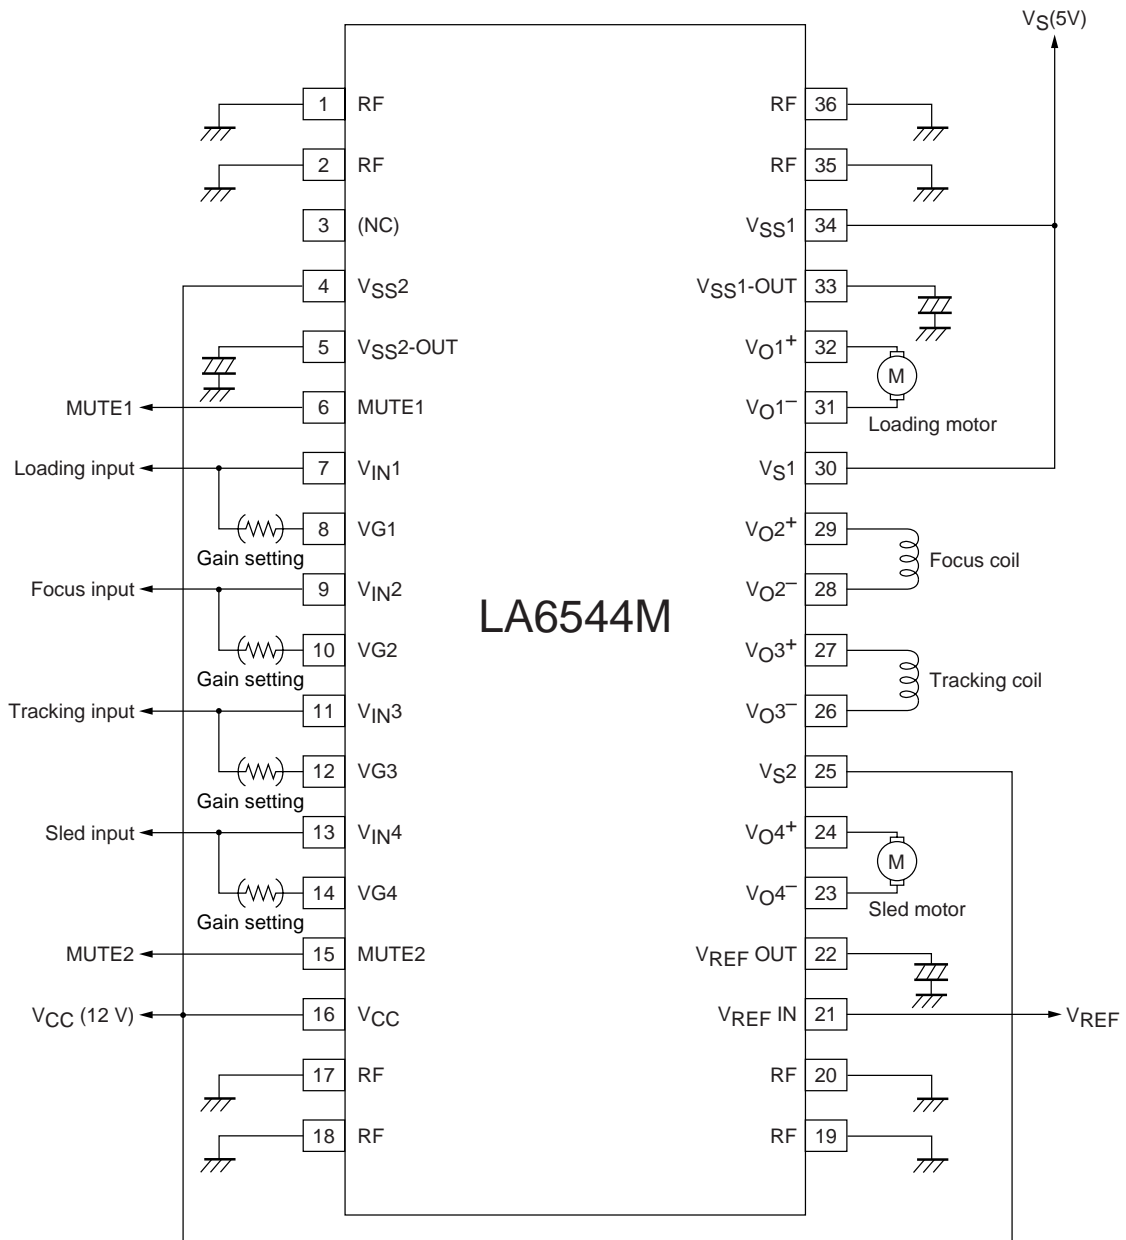 VS(5V)
1 RF
RF 36
2 RF
RF 35
3 (NC)
VSS1 34
4 VSS2
VSS1-OUT 33
5 VSS2-OUT
VO1+ 32
M
MUTE1 6 MUTE1
VO1− 31
Loading motor
Loading input 7 VIN1
VS1 30
8 VG1
Gain setting
VO2+ 29
Focus coil
Focus input 9 VIN2
VO2− 28
LA6544M
10 VG2
Gain setting
VO3+ 27
Tracking coil
Tracking input 11 VIN3
VO3− 26
12 VG3
Gain setting
VS2 25
Sled input 13 VIN4
VO4+ 24
M
14 VG4
Gain setting
VO4− 23
Sled motor
MUTE2 15 MUTE2
VREF OUT 22
VCC (12 V) 16 VCC
VREF IN 21 VREF
17 RF
RF 20
18 RF
RF 19